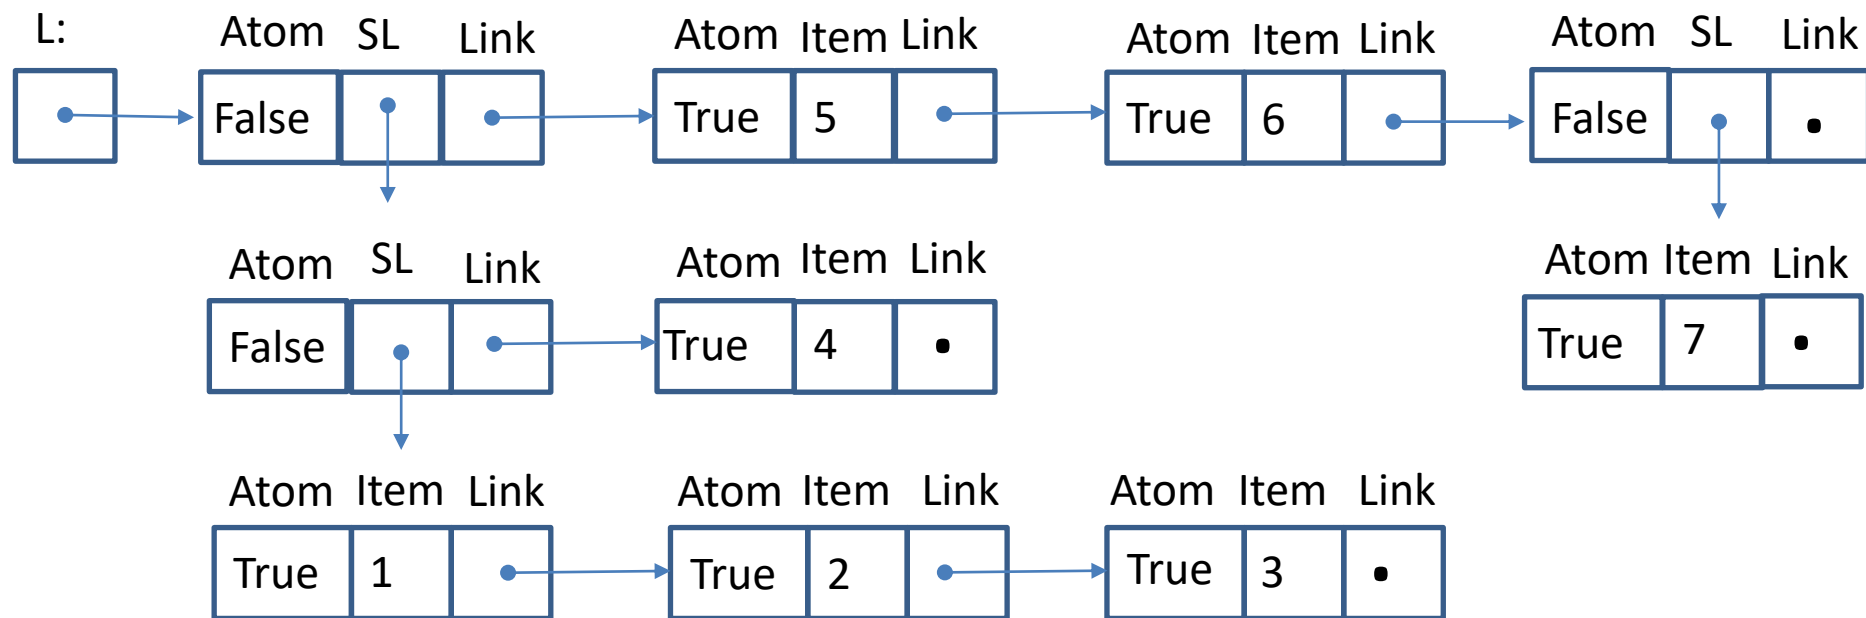 L: Atom SL Link Atom Item Link Atom Item Link Atom SL Link
False True 5 True 6 False
Atom SL Link Atom Item Link Atom Item Link
False True 4 True 7
Atom Item Link Atom Item Link Atom Item Link
True 1 True 2 True 3